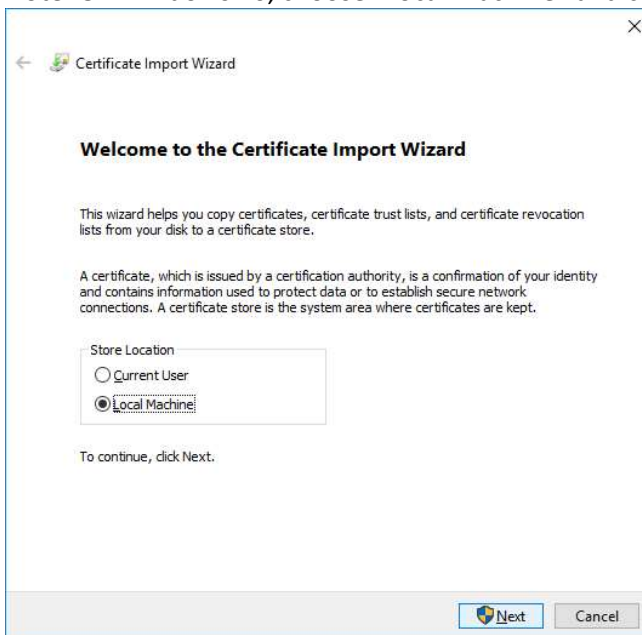 Certificate Import Wizard
Welcome to the Certificate Import Wizard
This wizard helps you copy certificates, certificate trust lists, and certificate revocation
lists from your disk to a certificate store.
A certificate, which is issued by a certification authority, is a confirmation of your identity
and contains information used to protect data or to establish secure network
connections. A certificate store is the system area where certificates are kept.
Store Location
Current User
Local Machine
To continue, click Next.
Next
Cancel